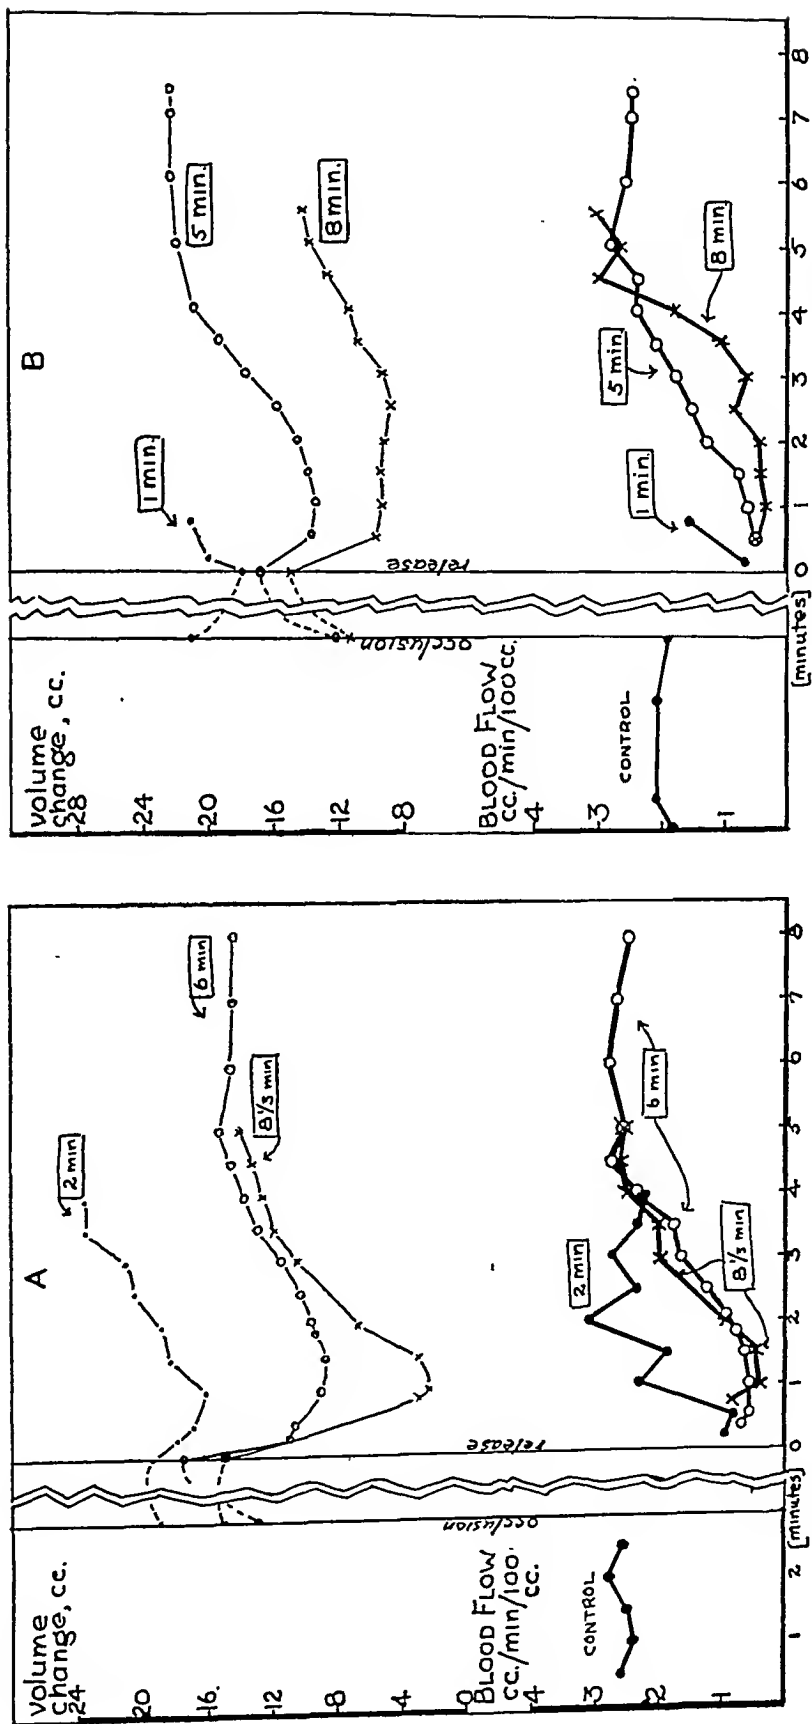 A
volume
change, cc.
24
20
16
12
8
4
0
2 min
6 min
8 1/3 min
BLOOD FLOW
cc./min/100.
cc.
3
2
1
CONTROL
occlusion
release
2 min
8 1/3 min
6 min
1 2 [minutes] 0 1 2 3 4 5 6 7 8
B
volume
change, cc.
28
24
20
16
12
8
1 min.
5 min.
8 min.
BLOOD FLOW
cc./min/100cc.
4
3
1
CONTROL
occlusion
release
1 min.
5 min.
8 min
[minutes] 0 1 2 3 4 5 6 7 8